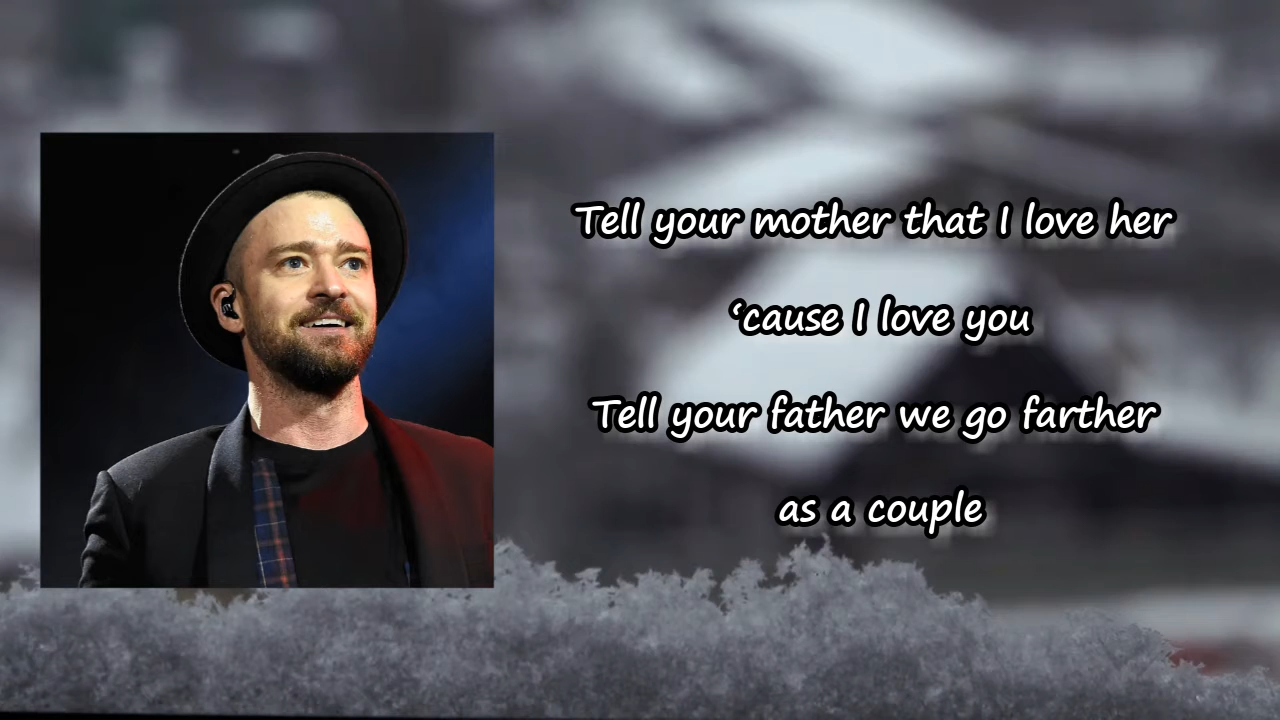 Tell your mother that I love her
‘cause I love you
Tell your father we go farther
as a couple